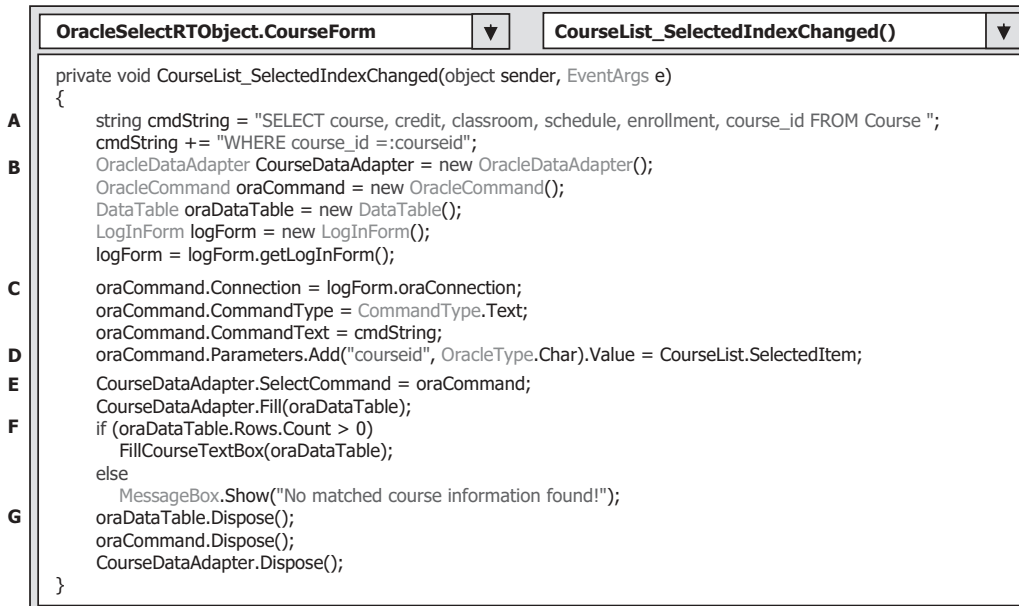 OracleSelectRTObject.CourseForm CourseList_SelectedIndexChanged()
private void CourseList_SelectedIndexChanged(object sender, EventArgs e)
{
A string cmdString = "SELECT course, credit, classroom, schedule, enrollment, course_id FROM Course ";
cmdString += "WHERE course_id =:courseid";
B OracleDataAdapter CourseDataAdapter = new OracleDataAdapter();
OracleCommand oraCommand = new OracleCommand();
DataTable oraDataTable = new DataTable();
LogInForm logForm = new LogInForm();
logForm = logForm.getLogInForm();
C oraCommand.Connection = logForm.oraConnection;
oraCommand.CommandType = CommandType.Text;
oraCommand.CommandText = cmdString;
D oraCommand.Parameters.Add("courseid", OracleType.Char).Value = CourseList.SelectedItem;
E CourseDataAdapter.SelectCommand = oraCommand;
CourseDataAdapter.Fill(oraDataTable);
F if (oraDataTable.Rows.Count > 0)
FillCourseTextBox(oraDataTable);
else
MessageBox.Show("No matched course information found!");
G oraDataTable.Dispose();
oraCommand.Dispose();
CourseDataAdapter.Dispose();
}